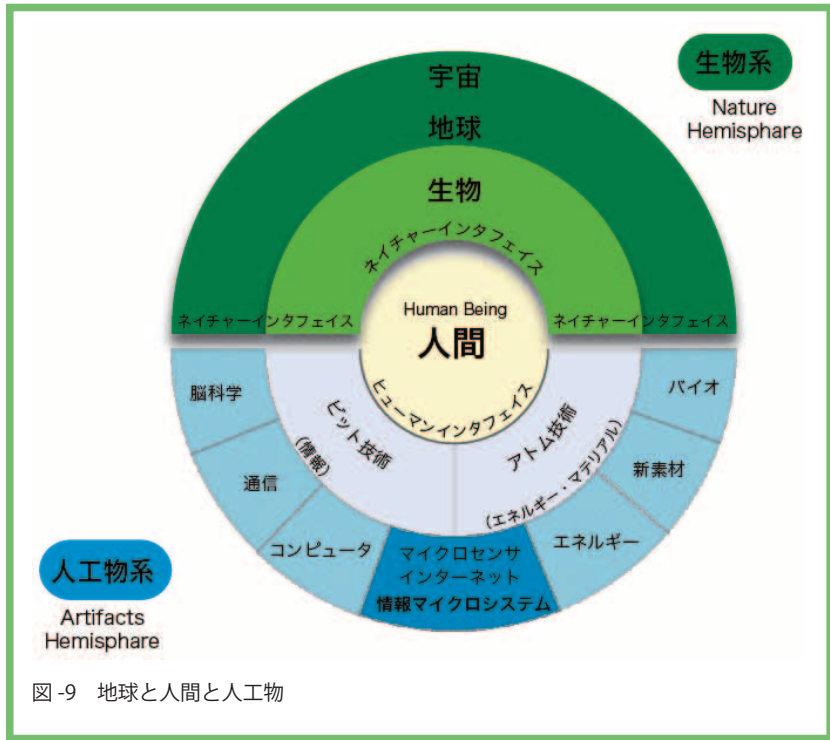 宇宙
地球
生物
ネイチャーインタフェイス
ネイチャーインタフェイス
ネイチャーインタフェイス
生物系
Nature
Hemisphare
Human Being
人間
ヒューマンインタフェイス
ビット技術
(情報)
アトム技術
(エネルギー・マテリアル)
脳科学
通信
コンピュータ
マイクロセンサ
インターネット
情報マイクロシステム
エネルギー
新素材
バイオ
人工物系
Artifacts
Hemisphare
図-9 地球と人間と人工物